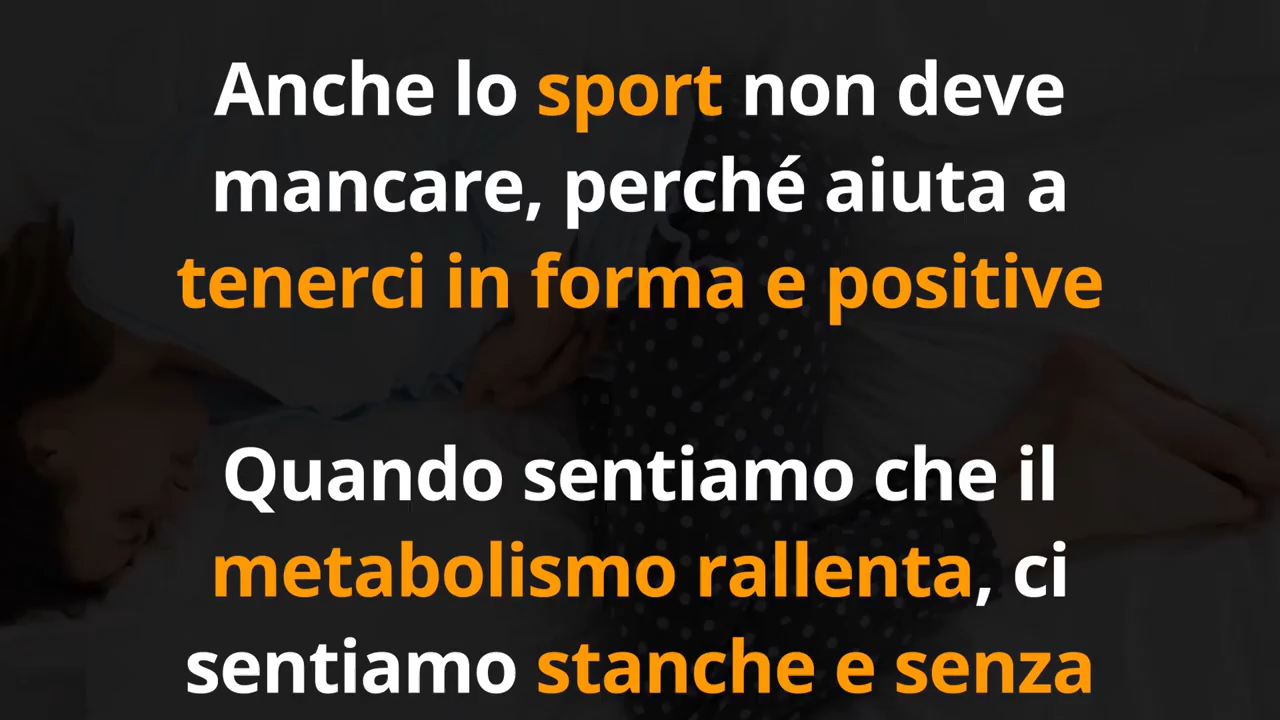 Anche lo sport non deve
mancare, perché aiuta a
tenerci in forma e positive
Quando sentiamo che il
metabolismo rallenta, ci
sentiamo stanche e senza